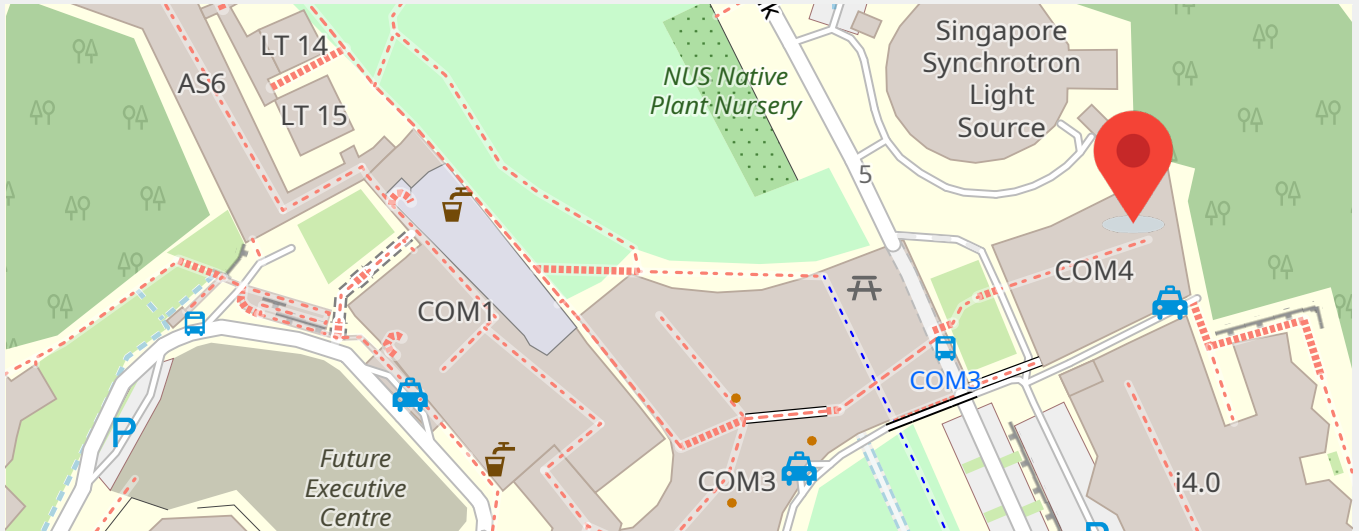 LT 14
AS6
LT 15
NUS Native
Plant Nursery
Singapore
Synchrotron
Light
Source
5
COM4
COM1
COM3
P
COM3
Future
Executive
Centre
i4.0